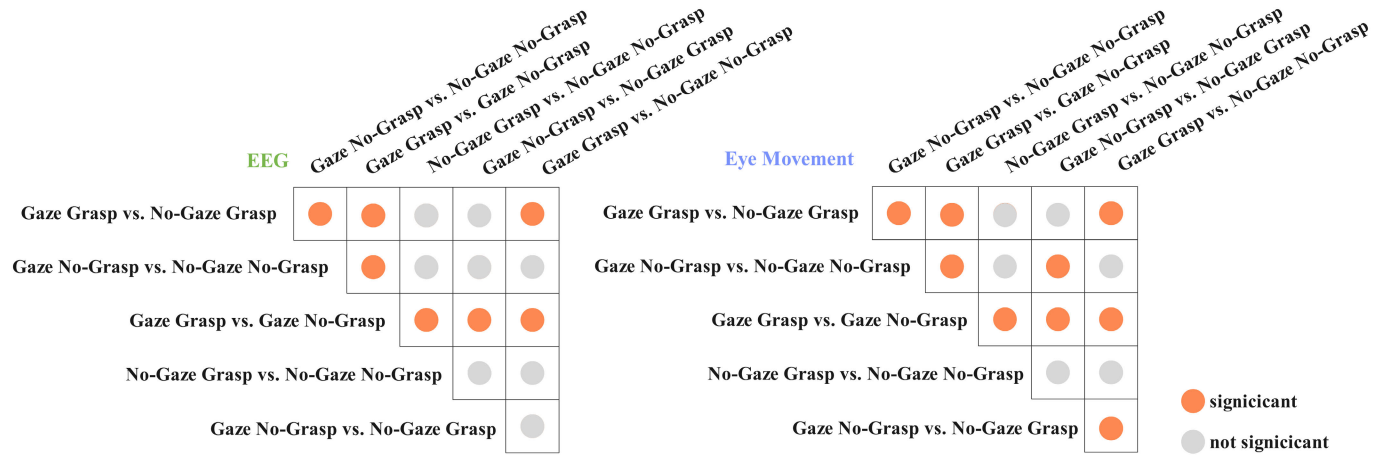 Gaze No-Grasp vs. No-Gaze No-Grasp
Gaze Grasp vs. Gaze No-Grasp
No-Gaze Grasp vs. No-Gaze No-Grasp
Gaze No-Grasp vs. No-Gaze Grasp
Gaze Grasp vs. No-Gaze No-Grasp
EEG
Gaze Grasp vs. No-Gaze Grasp
Gaze No-Grasp vs. No-Gaze No-Grasp
Gaze Grasp vs. Gaze No-Grasp
No-Gaze Grasp vs. No-Gaze No-Grasp
Gaze No-Grasp vs. No-Gaze Grasp
Gaze No-Grasp vs. No-Gaze No-Grasp
Gaze Grasp vs. Gaze No-Grasp
No-Gaze Grasp vs. No-Gaze No-Grasp
Gaze No-Grasp vs. No-Gaze Grasp
Gaze Grasp vs. No-Gaze No-Grasp
Eye Movement
Gaze Grasp vs. No-Gaze Grasp
Gaze No-Grasp vs. No-Gaze No-Grasp
Gaze Grasp vs. Gaze No-Grasp
No-Gaze Grasp vs. No-Gaze No-Grasp
Gaze No-Grasp vs. No-Gaze Grasp
signicicant
not signicicant